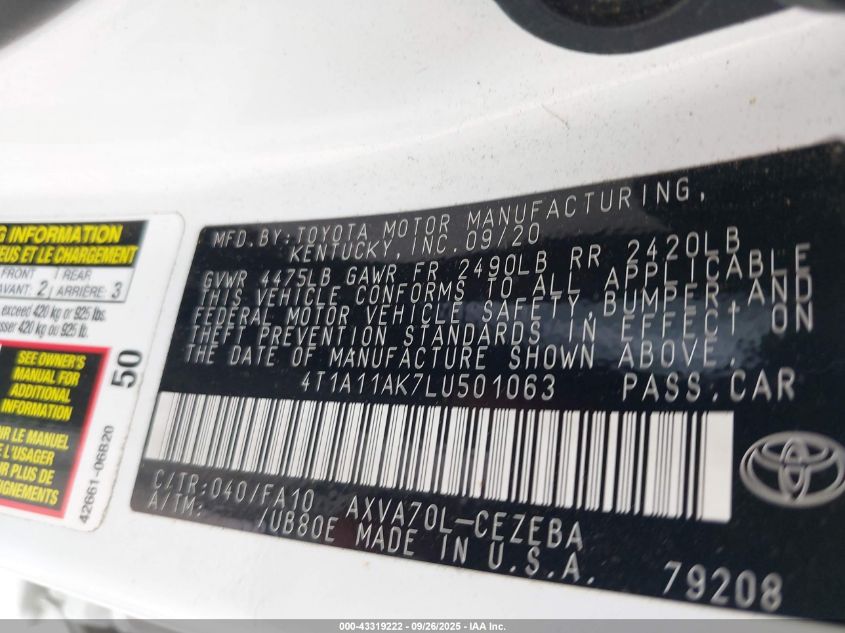 G INFORMATION
EUS ET LE CHARGEMENT
FRONT REAR
AVANT: 2 ARRIÈRE: 3
exceed 420 kg or 925 lbs.
sser 420 kg ou 925 lb.
SEE OWNER'S
MANUAL FOR
ADDITIONAL
INFORMATION
IR LE MANUEL
R PLUS DE
IGNEMENTS
50
42661-06B20
MFD. BY: TOYOTA MOTOR MANUFACTURING,
KENTUCKY, INC. 09/20
GVWR 4475LB GAWR FR 2490LB RR 2420LB
THIS VEHICLE CONFORMS TO ALL APPLICABLE
FEDERAL MOTOR VEHICLE SAFETY, BUMPER, AND
THEFT PREVENTION STANDARDS IN EFFECT ON
THE DATE OF MANUFACTURE SHOWN ABOVE.
4T1A11AK7LU501063 PASS. CAR
C/TR: 040/FA10 AXVA70L-CEZEBA
A/TM: /UB80E MADE IN U.S.A.
79208
000-43319222 - 09/26/2025 - IAA Inc.